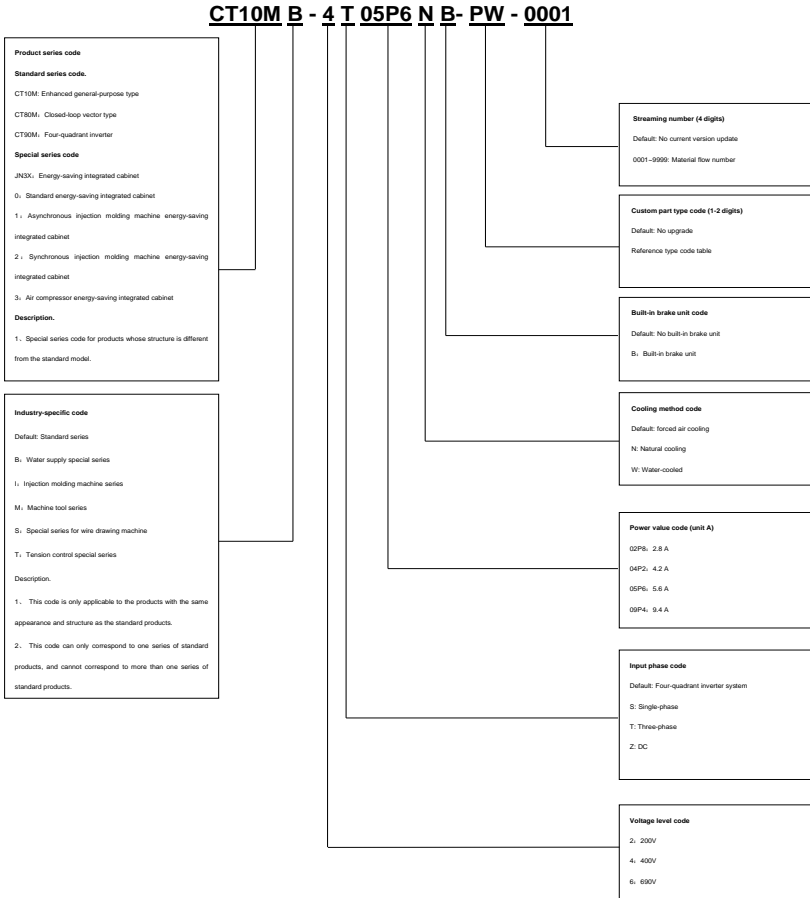 CT10M B - 4 T 05P6 N B- PW - 0001
Product series code
Standard series code.
CT10M: Enhanced general-purpose type
CT80M：Closed-loop vector type
CT90M：Four-quadrant inverter
Special series code
JN3X：Energy-saving integrated cabinet
0：Standard energy-saving integrated cabinet
1：Asynchronous injection molding machine energy-saving
integrated cabinet
2：Synchronous injection molding machine energy-saving
integrated cabinet
3：Air compressor energy-saving integrated cabinet
Description.
1、Special series code for products whose structure is different
from the standard model.
Industry-specific code
Default: Standard series
B：Water supply special series
I：Injection molding machine series
M：Machine tool series
S：Special series for wire drawing machine
T：Tension control special series
Description.
1、 This code is only applicable to the products with the same
appearance and structure as the standard products.
2、 This code can only correspond to one series of standard
products, and cannot correspond to more than one series of
standard products.
Streaming number (4 digits)
Default: No current version update
0001~9999: Material flow number
Custom part type code (1-2 digits)
Default: No upgrade
Reference type code table
Built-in brake unit code
Default: No built-in brake unit
B：Built-in brake unit
Cooling method code
Default: forced air cooling
N: Natural cooling
W: Water-cooled
Power value code (unit A)
02P8：2.8 A
04P2：4.2 A
05P6：5.6 A
09P4：9.4 A
Input phase code
Default: Four-quadrant inverter system
S: Single-phase
T: Three-phase
Z: DC
Voltage level code
2：200V
4：400V
6：690V